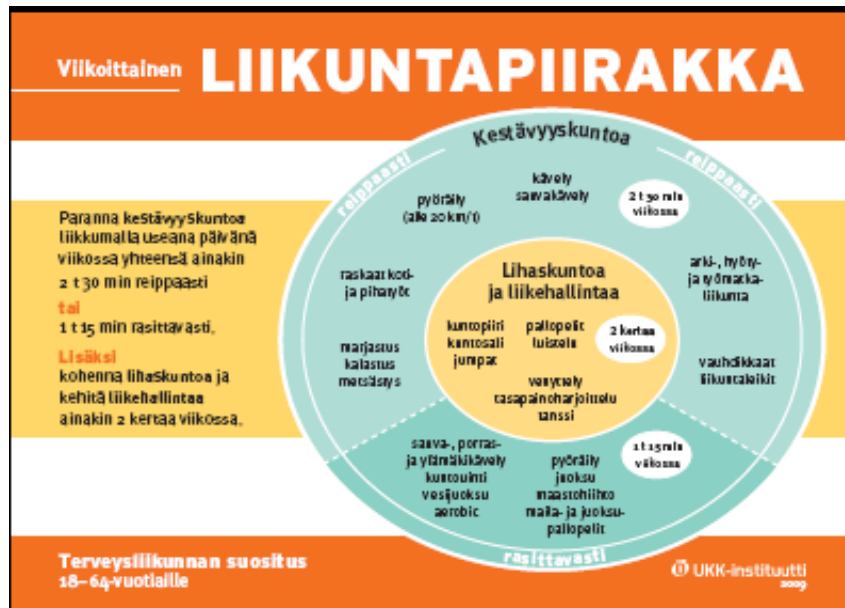 Viikoittainen LIIKUNTAPIIRAKKA
Paranna kestävyyskuntoa
liikkumalla useana päivänä
viikossa yhteensä ainakin
2 t 30 min reippaasti
tai
1 t 15 min rasittavasti.
Lisäksi
kohenna lihaskuntoa ja
kehitä liikehallintaa
ainakin 2 kertaa viikossa.
Kestävyyskuntoa
reippaasti
reippaasti
kävely
sauvakävely
2 t 30 min
viikossa
pyöräily
(alle 20 km/t)
raskaat koti-
ja pihatyöt
marjastus
kalastus
metsästys
arki-, hyöty-
ja työmatka-
liikunta
vauhdikkaat
liikuntaleikit
Lihaskuntoa
ja liikehallintaa
kuntopiiri
kuntosali
jumpat
pallopelit
luistelu
2 kertaa
viikossa
venyttely
tasapainoharjoittelu
tanssi
sauva-, porras-
ja ylämäkikävely
kuntouinti
vesijuoksu
aerobic
pyöräily
juoksu
maastohiihto
maila- ja juoksu-
pallopelit
1 t 15 min
viikossa
rasittavasti
Terveysliikunnan suositus
18–64-vuotiaille
UKK-instituutti
2009